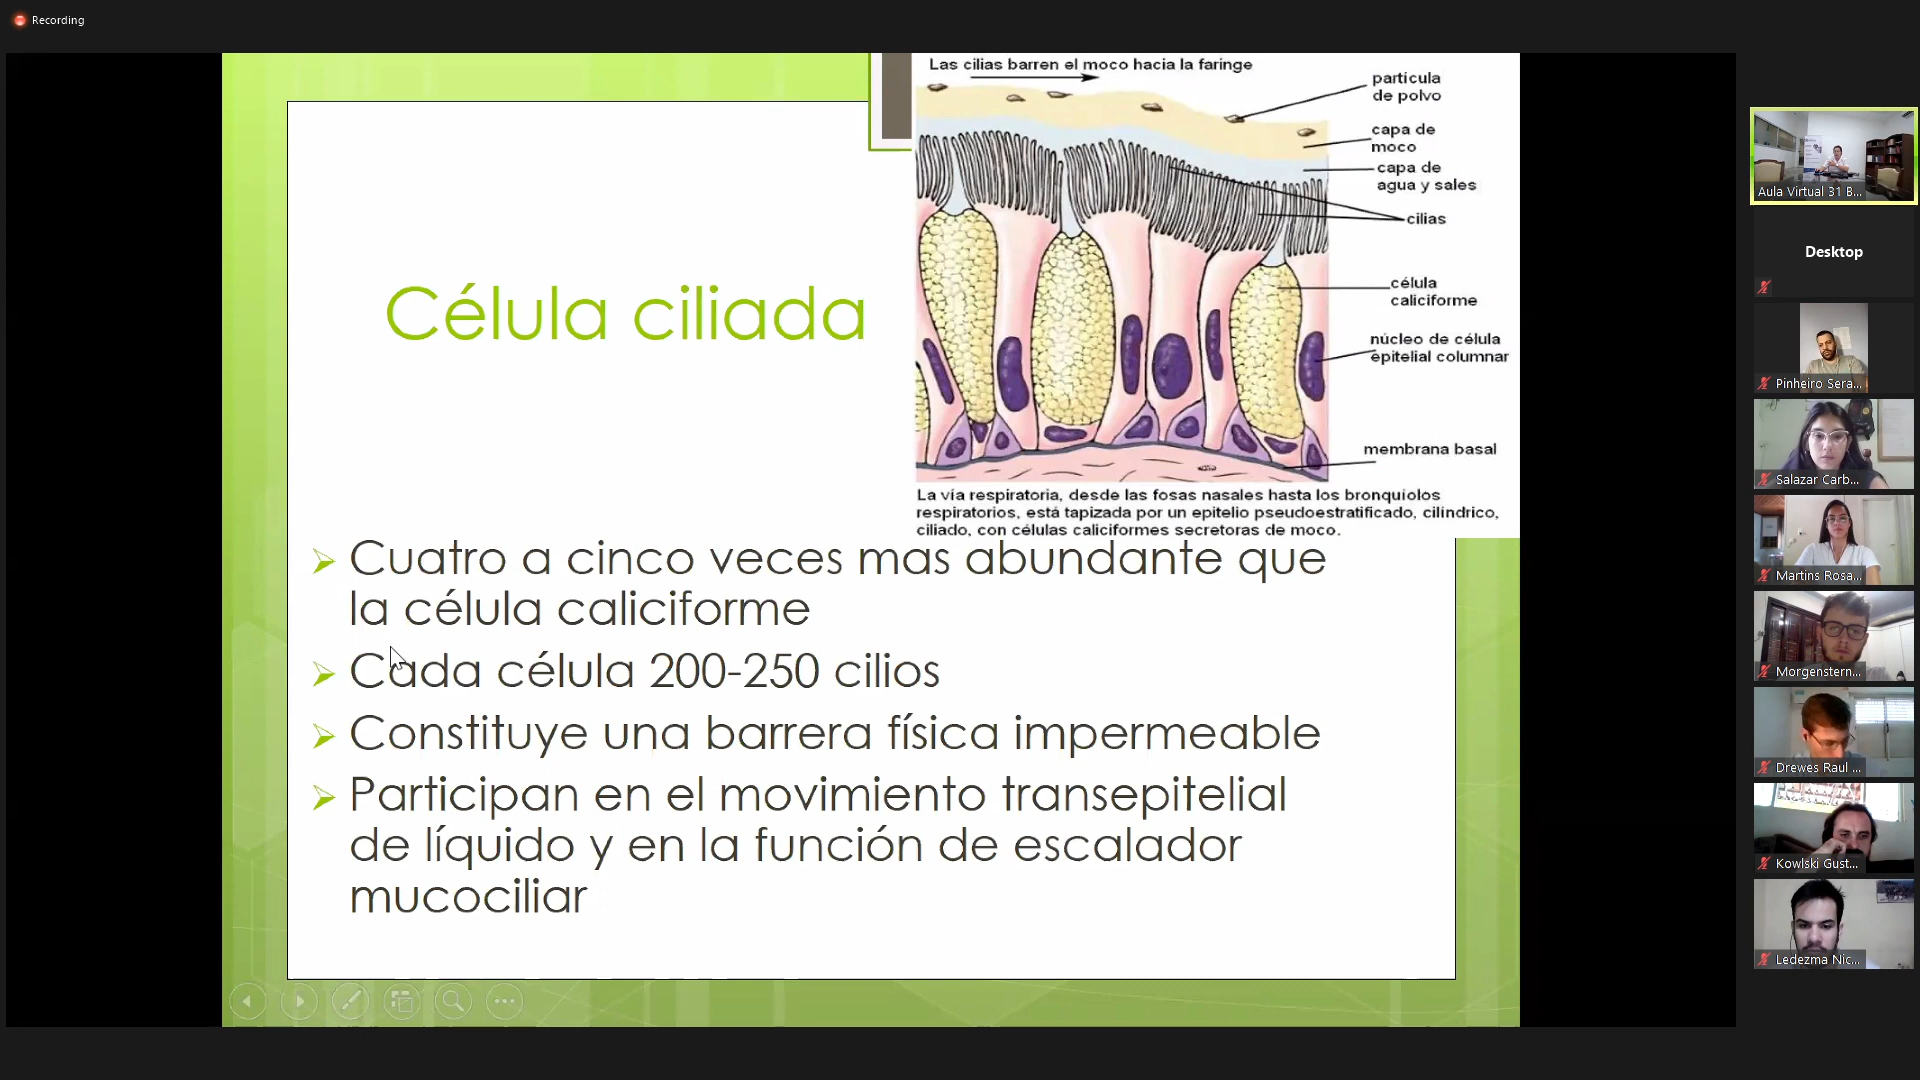 Recording
Las cilias barren el moco hacia la faringe
particula
de polvo
capa de
moco
capa de
agua y sales
cilias
célula
caliciforme
núcleo de célula
epitelial columnar
membrana basal
La vía respiratoria, desde las fosas nasales hasta los bronquiolos
respiratorios, está tapizada por un epitelio pseudoestratificado, cilíndrico,
ciliado, con células caliciformes secretoras de moco.
Célula ciliada
Cuatro a cinco veces mas abundante que
la célula caliciforme
Cada célula 200-250 cilios
Constituye una barrera física impermeable
Participan en el movimiento transepitelial
de líquido y en la función de escalador
mucociliar
Aula Virtual 31 B...
Desktop
Pinheiro Sera...
Salazar Carb...
Martins Rosa...
Morgenstern...
Drewes Raul ...
Kowlski Gust...
Ledezma Nic...